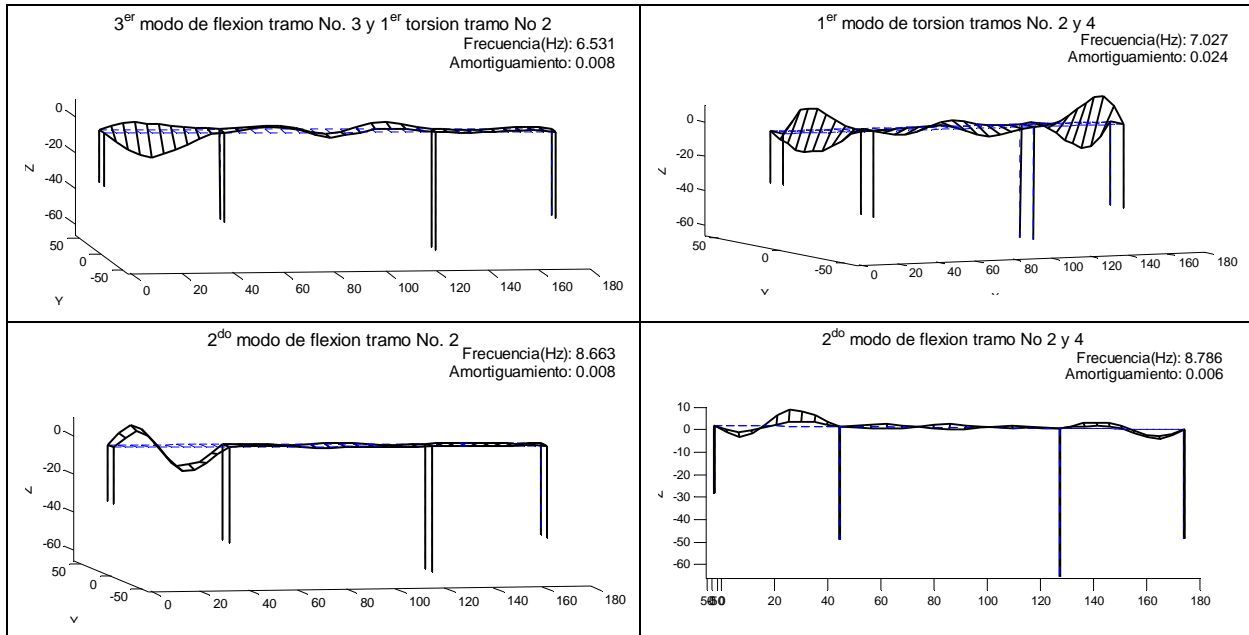 3er modo de flexion tramo No. 3 y 1er torsion tramo No 2
Frecuencia(Hz): 6.531
Amortiguamiento: 0.008
0
-20
-40
-60
Z
50
0
-50
Y
0 20 40 60 80 100 120 140 160 180
1er modo de torsion tramos No. 2 y 4
Frecuencia(Hz): 7.027
Amortiguamiento: 0.024
0
-20
-40
-60
Z
50
0
-50
0 20 40 60 80 100 120 140 160 180
2do modo de flexion tramo No. 2
Frecuencia(Hz): 8.663
Amortiguamiento: 0.008
0
-20
-40
-60
Z
50
0
-50
0 20 40 60 80 100 120 140 160 180
2do modo de flexion tramo No 2 y 4
Frecuencia(Hz): 8.786
Amortiguamiento: 0.006
10
0
-10
-20
-30
-40
-50
-60
20 40 60 80 100 120 140 160 180